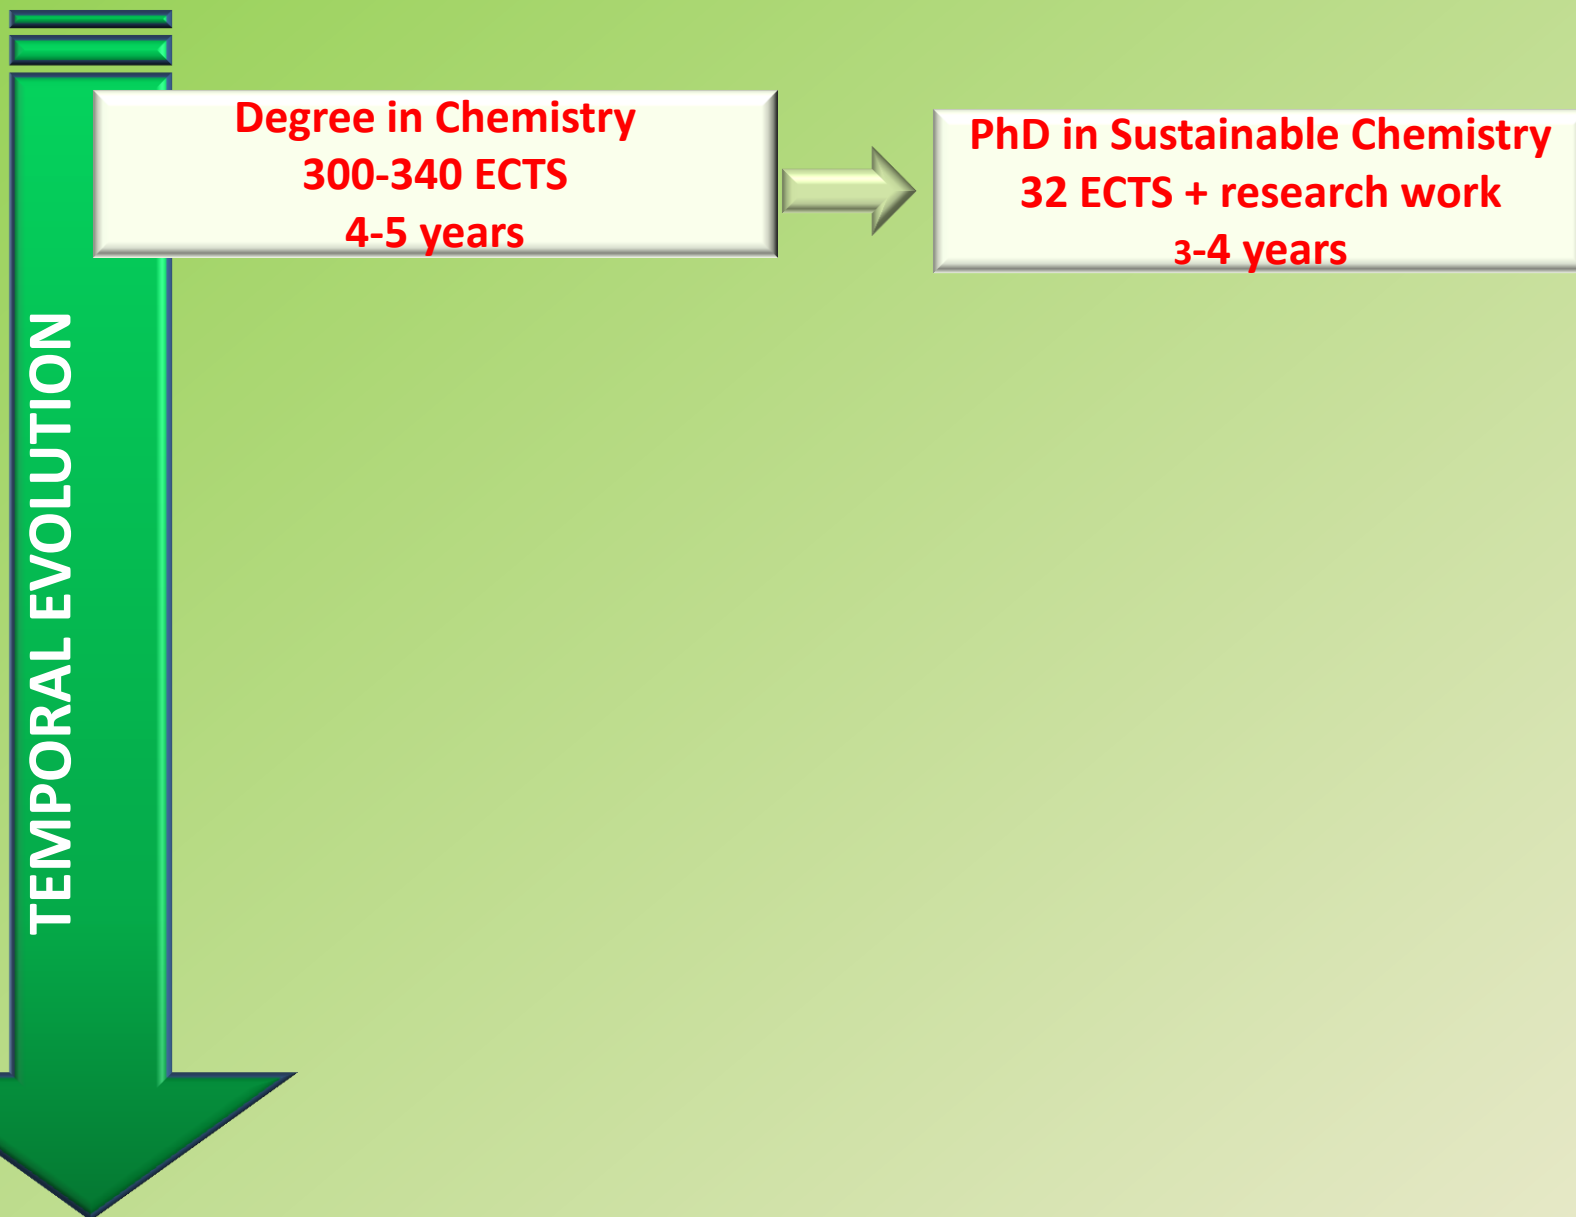 Degree in Chemistry
300-340 ECTS
4-5 years
PhD in Sustainable Chemistry
32 ECTS + research work
3-4 years
TEMPORAL EVOLUTION